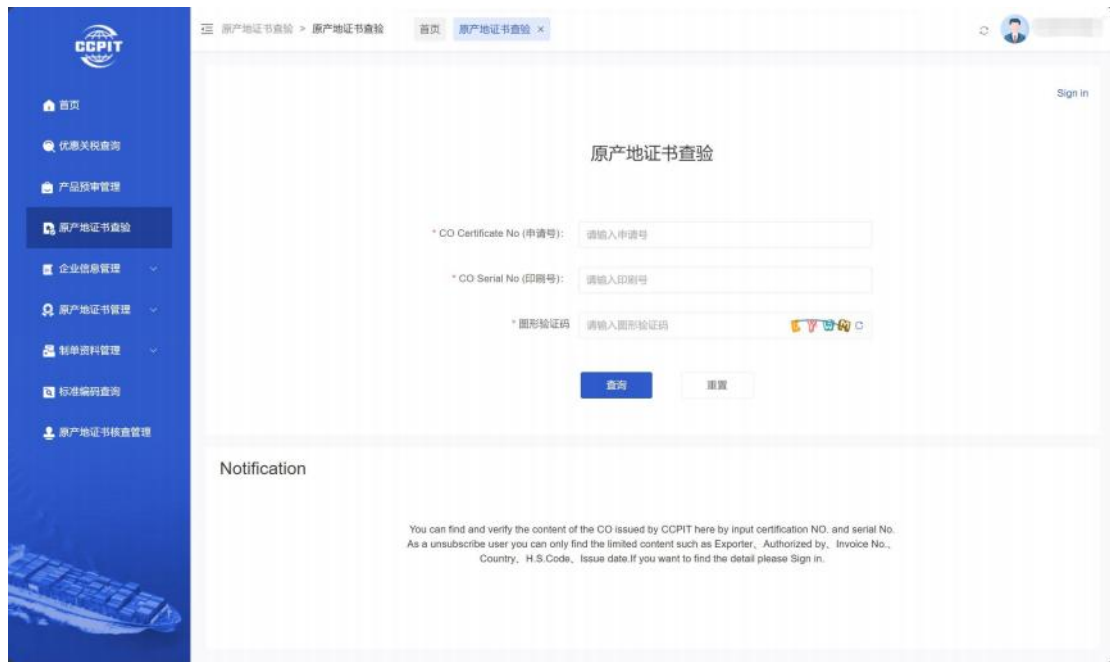 CCPIT
原产地证书查验 > 原产地证书查验
首页
原产地证书查验 ×
首页
优惠关税查询
产品预审管理
原产地证书查验
企业信息管理
原产地证书管理
制单资料管理
标准编码查询
原产地证书核查管理
Sign in
原产地证书查验
* CO Certificate No (申请号):
请输入申请号
* CO Serial No (印刷号):
请输入印刷号
* 图形验证码
请输入图形验证码
查询
重置
Notification
You can find and verify the content of the CO issued by CCPIT here by input certification NO. and serial No.
As a unsubscribe user you can only find the limited content such as Exporter、Authorized by、Invoice No.、
Country、H.S.Code、Issue date.If you want to find the detail please Sign in.